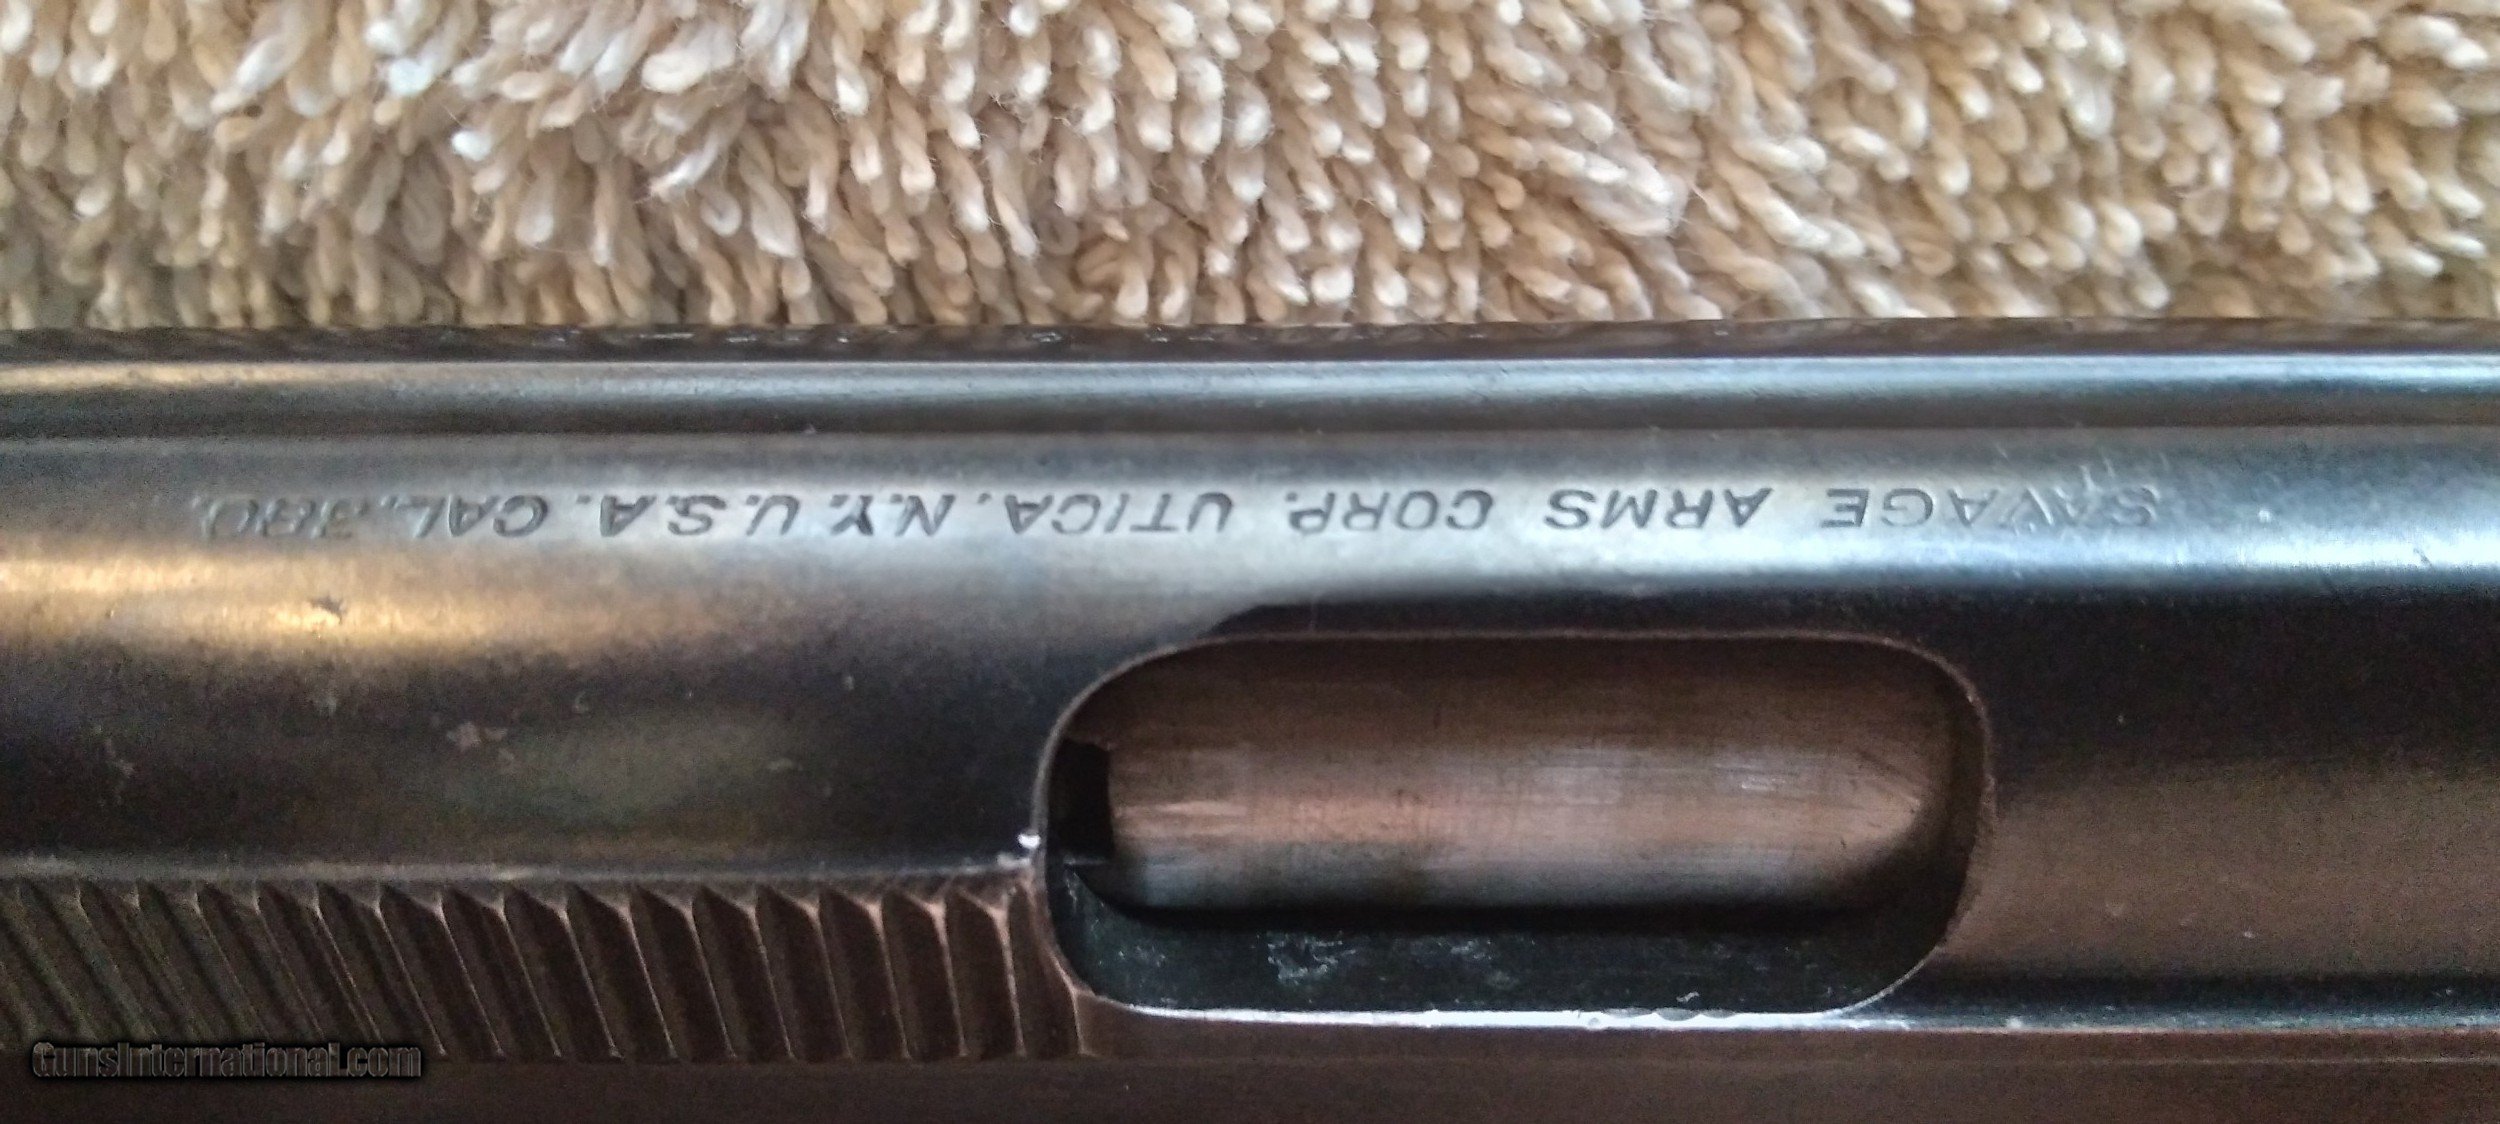 SAVAGE ARMS CORP. UTICA, N.Y. U.S.A. CAL. .380.
GunsInternational.com